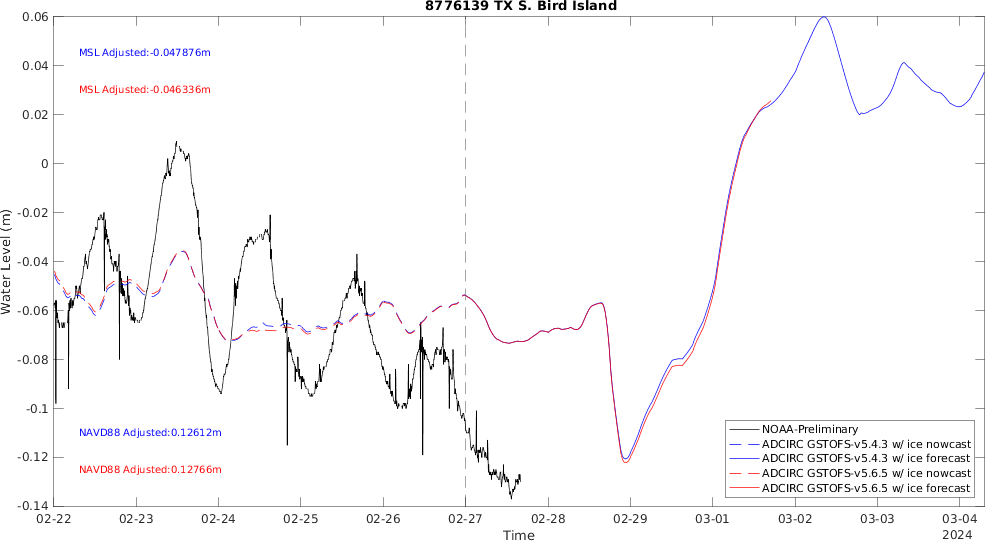 8776139 TX S. Bird Island
0.06
0.04
0.02
0
-0.02
-0.04
-0.06
-0.08
-0.1
-0.12
-0.14
Water Level (m)
MSL Adjusted:-0.047876m
MSL Adjusted:-0.046336m
NAVD88 Adjusted:0.12612m
NAVD88 Adjusted:0.12766m
NOAA-Preliminary
ADCIRC GSTOFS-v5.4.3 w/ ice nowcast
ADCIRC GSTOFS-v5.4.3 w/ ice forecast
ADCIRC GSTOFS-v5.6.5 w/ ice nowcast
ADCIRC GSTOFS-v5.6.5 w/ ice forecast
02-22 02-23 02-24 02-25 02-26 02-27 02-28 02-29 03-01 03-02 03-03 03-04
Time
2024